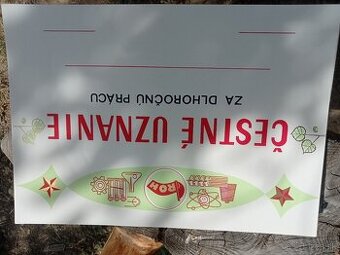 ROH
ČESTNÉ UZNANIE
ZA DLHOROČNÚ PRÁCU